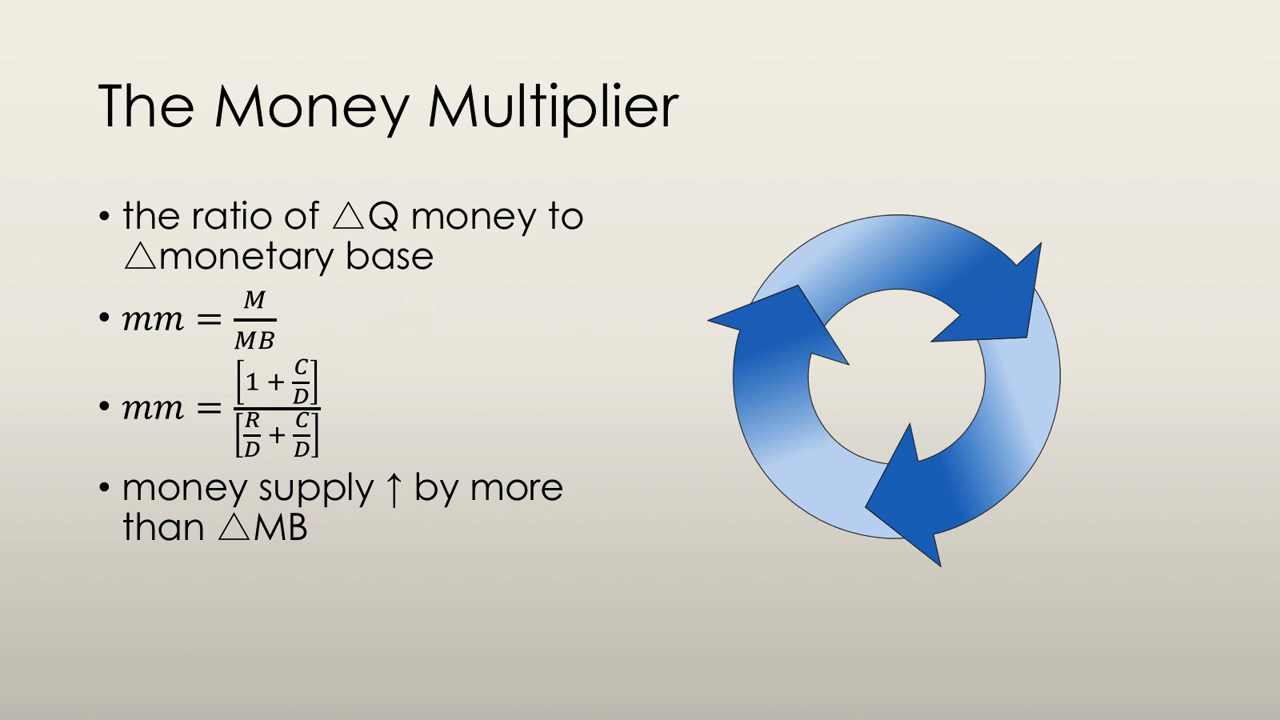 The Money Multiplier
• the ratio of △Q money to
△monetary base
• mm = M/MB
• mm = [1 + C/D]/[R/D + C/D]
• money supply ↑ by more
than △MB